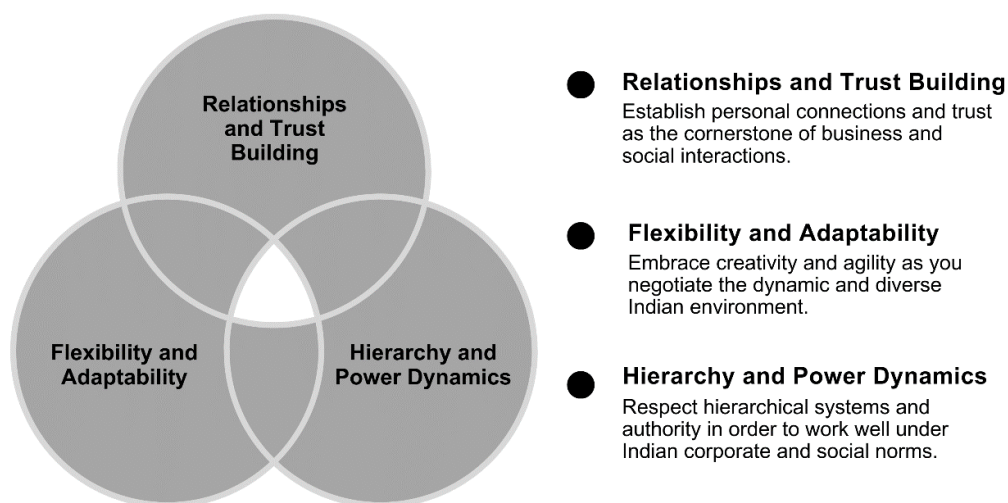 Relationships
and Trust
Building
Flexibility and
Adaptability
Hierarchy and
Power Dynamics
Relationships and Trust Building
Establish personal connections and trust
as the cornerstone of business and
social interactions.
Flexibility and Adaptability
Embrace creativity and agility as you
negotiate the dynamic and diverse
Indian environment.
Hierarchy and Power Dynamics
Respect hierarchical systems and
authority in order to work well under
Indian corporate and social norms.